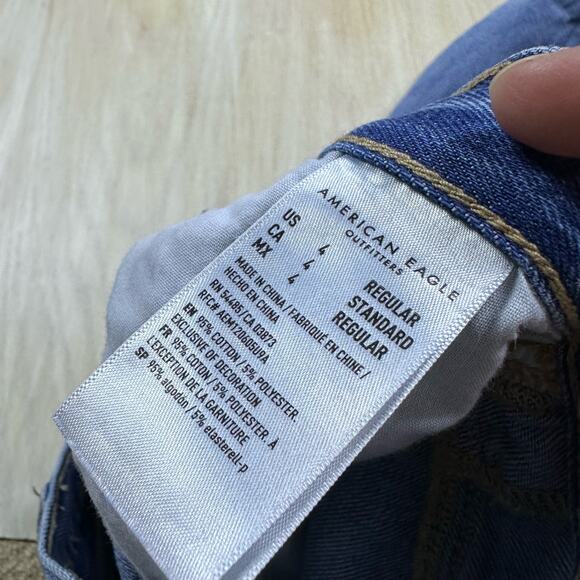 AMERICAN EAGLE
OUTFITTERS
US 4 REGULAR
CA 4 STANDARD
MX 4 REGULAR
MADE IN CHINA / FABRIQUÉ EN CHINE /
HECHO EN CHINA
RN 54485/CA 03873
EN 95% COTTON / 5% POLYESTER.
EXCLUSIVE OF DECORATION
FR 95% COTTON / 5% POLYESTER. À
L'EXCEPTION DE LA GARNITURE
SP 95% algodón / 5% elasterell-p